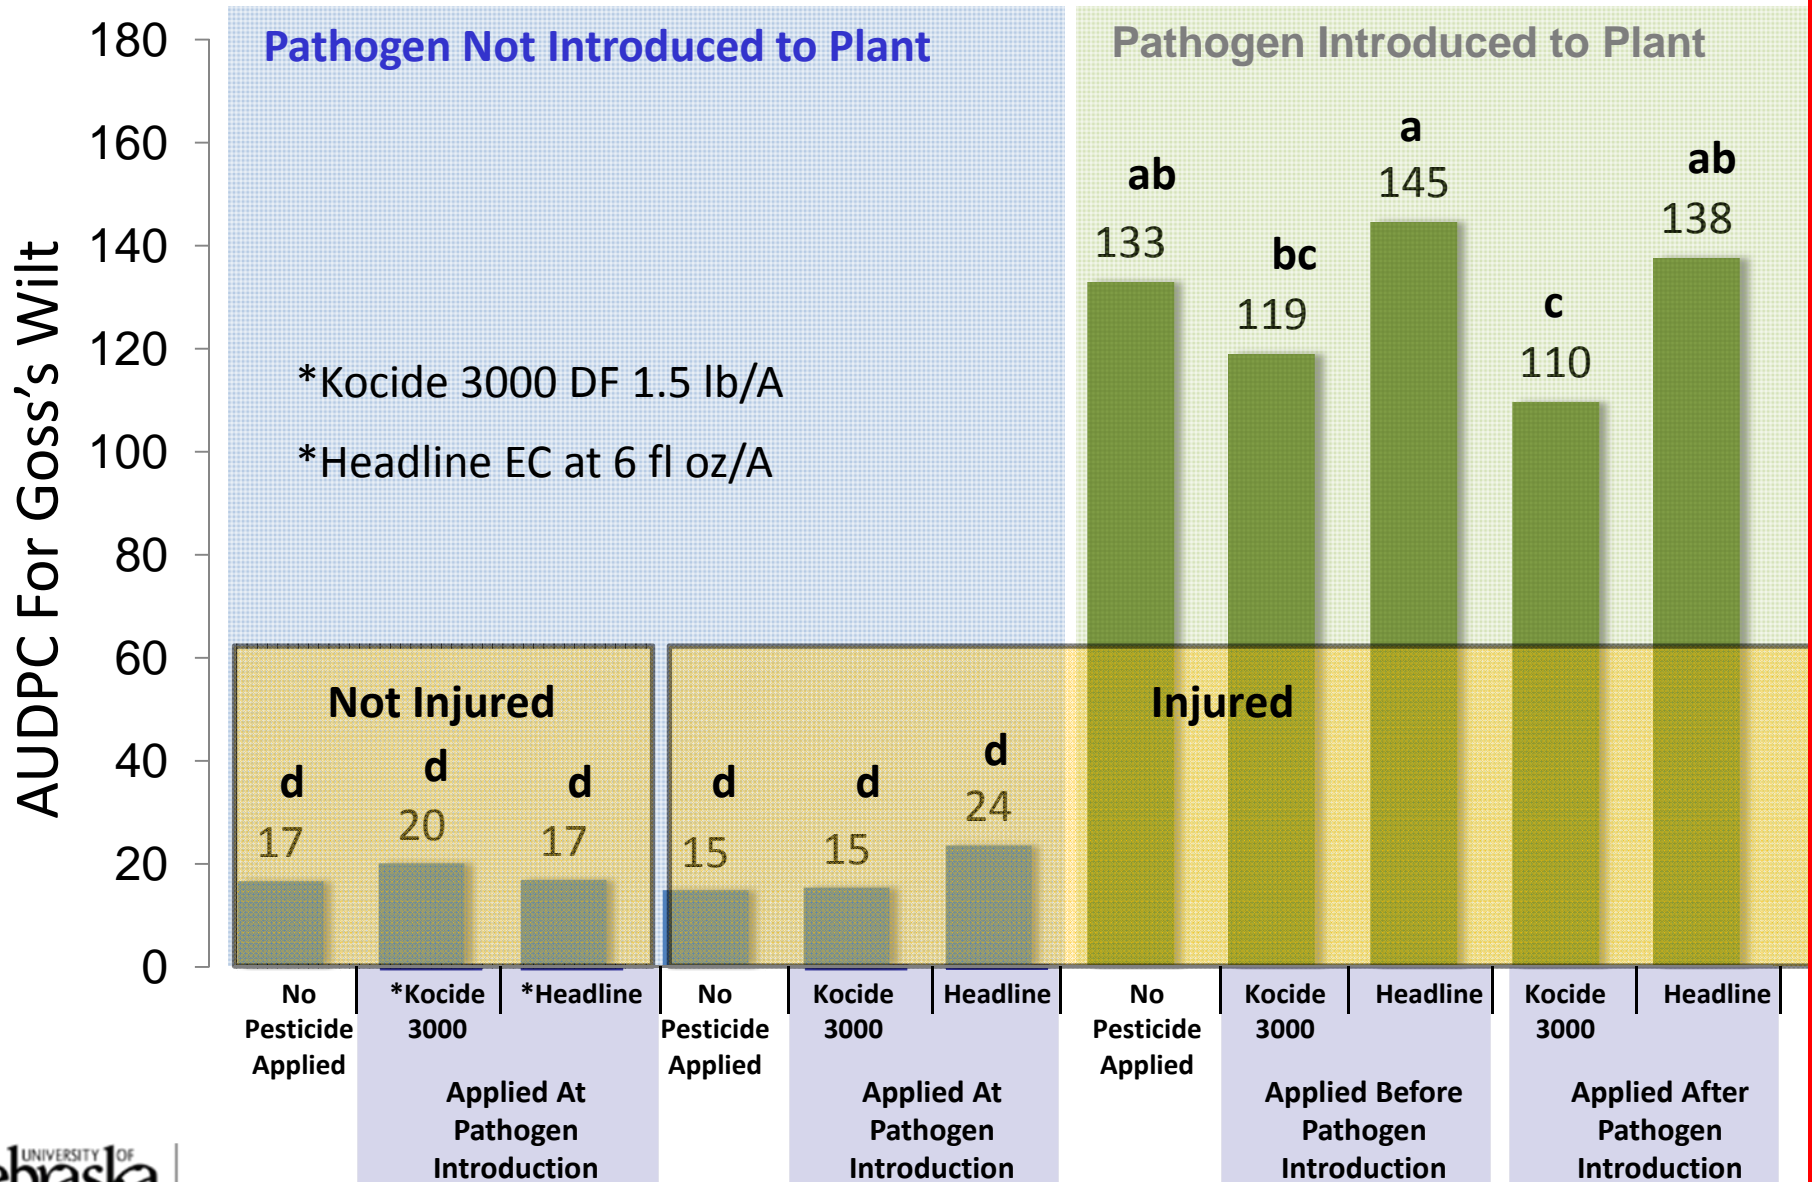 Pathogen Not Introduced to Plant
Pathogen Introduced to Plant
AUDPC For Goss's Wilt
180
160
140
120
100
80
60
40
20
0
*Kocide 3000 DF 1.5 lb/A
*Headline EC at 6 fl oz/A
Not Injured
Injured
d
17
d
20
d
17
d
15
d
15
d
24
ab
133
bc
119
a
145
c
110
ab
138
No
Pesticide
Applied
*Kocide
3000
*Headline
Applied At
Pathogen
Introduction
No
Pesticide
Applied
Kocide
3000
Headline
Applied At
Pathogen
Introduction
No
Pesticide
Applied
Kocide
3000
Headline
Applied Before
Pathogen
Introduction
Kocide
3000
Headline
Applied After
Pathogen
Introduction
UNIVERSITY OF
ebraska